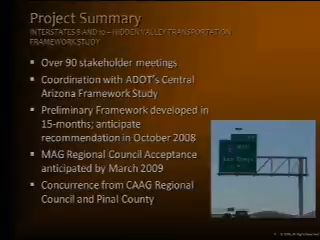 Project Summary
INTERSTATES 8 AND 10 – HIDDEN VALLEY TRANSPORTATION
FRAMEWORK STUDY
Over 90 stakeholder meetings
Coordination with ADOT's Central
Arizona Framework Study
Preliminary Framework developed in
15-months; anticipate
recommendation in October 2008
MAG Regional Council Acceptance
anticipated by March 2009
Concurrence from CAAG Regional
Council and Pinal County
San Diego